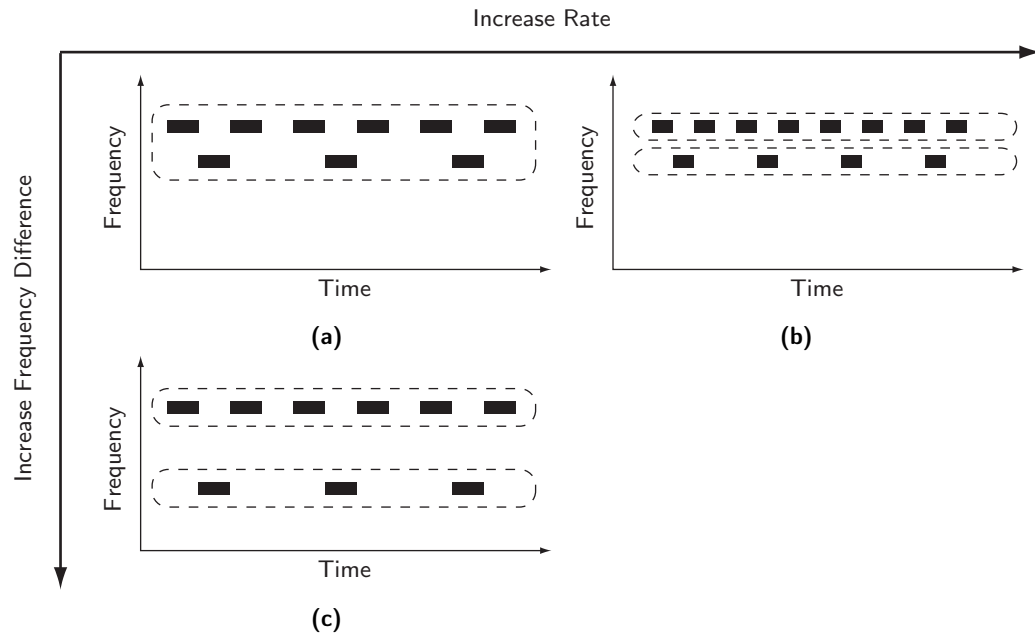 Increase Rate
Increase Frequency Difference
Frequency
Time
(a)
Frequency
Time
(b)
Frequency
Time
(c)